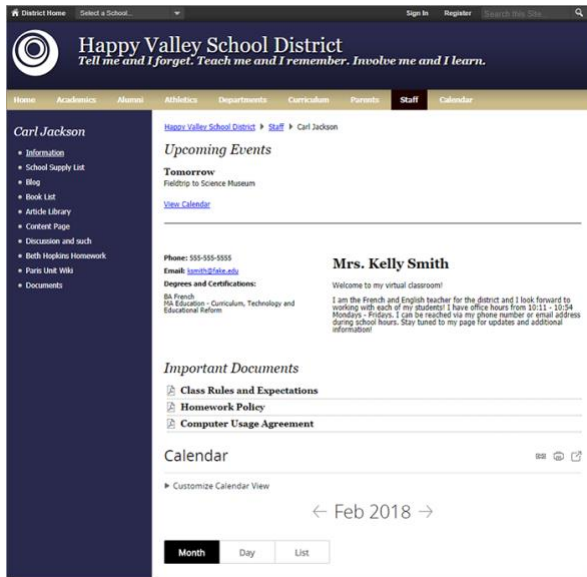 District Home Select a School... Sign In Register Search this Site...
Happy Valley School District
Tell me and I forget. Teach me and I remember. Involve me and I learn.
Home Academics Alumni Athletics Departments Curriculum Parents Staff Calendar
Carl Jackson
Information
School Supply List
Blog
Book List
Article Library
Content Page
Discussion and such
Beth Hopkins Homework
Paris Unit Wiki
Documents
Happy Valley School District Staff Carl Jackson
Upcoming Events
Tomorrow
Fieldtrip to Science Museum
View Calendar
Phone: 555-555-5555
Email: ksmith@fake.edu
Degrees and Certifications:
BA French
MA Education - Curriculum, Technology and
Educational Reform
Mrs. Kelly Smith
Welcome to my virtual classroom!
I am the French and English teacher for the district and I look forward to
working with each of my students! I have office hours from 10:11 - 10:54
Mondays - Fridays. I can be reached via my phone number or email address
during school hours. Stay tuned to my page for updates and additional
information!
Important Documents
Class Rules and Expectations
Homework Policy
Computer Usage Agreement
Calendar
Customize Calendar View
Feb 2018
Month Day List